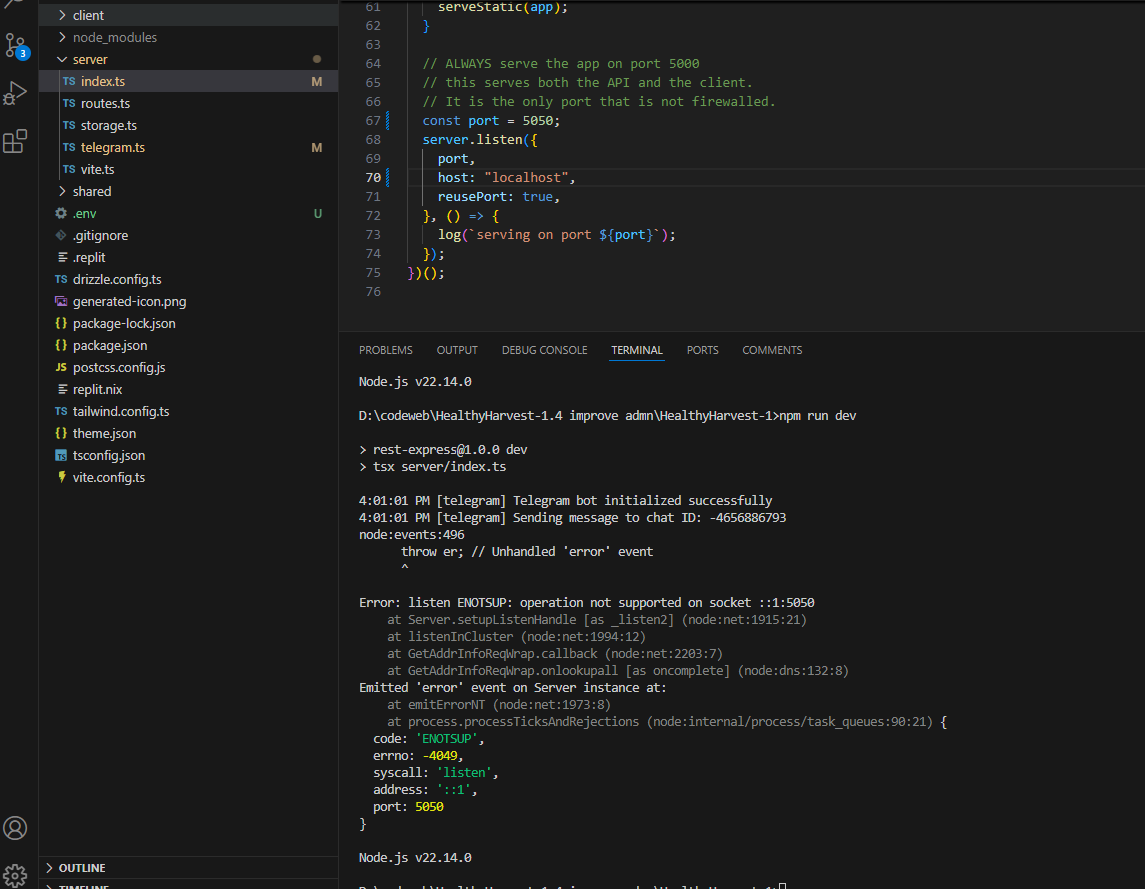 3
client
node_modules
server
TS index.ts M
TS routes.ts
TS storage.ts
TS telegram.ts M
TS vite.ts
shared
.env U
.gitignore
.replit
TS drizzle.config.ts
generated-icon.png
{} package-lock.json
{} package.json
JS postcss.config.js
replit.nix
TS tailwind.config.ts
{} theme.json
TS tsconfig.json
vite.config.ts
OUTLINE
TIMELINE
61 serveStatic(app);
62 }
63
64 // ALWAYS serve the app on port 5000
65 // this serves both the API and the client.
66 // It is the only port that is not firewalled.
67 const port = 5050;
68 server.listen({
69 port,
70 host: "localhost",
71 reusePort: true,
72 }, () => {
73 log(`serving on port ${port}`);
74 });
75 })();
76
PROBLEMS OUTPUT DEBUG CONSOLE TERMINAL PORTS COMMENTS
Node.js v22.14.0
D:\codeweb\HealthyHarvest-1.4 improve admn\HealthyHarvest-1>npm run dev
> rest-express@1.0.0 dev
> tsx server/index.ts
4:01:01 PM [telegram] Telegram bot initialized successfully
4:01:01 PM [telegram] Sending message to chat ID: -4656886793
node:events:496
throw er; // Unhandled 'error' event
^
Error: listen ENOTSUP: operation not supported on socket ::1:5050
at Server.setupListenHandle [as _listen2] (node:net:1915:21)
at listenInCluster (node:net:1994:12)
at GetAddrInfoReqWrap.callback (node:net:2203:7)
at GetAddrInfoReqWrap.onlookupall [as oncomplete] (node:dns:132:8)
Emitted 'error' event on Server instance at:
at emitErrorNT (node:net:1973:8)
at process.processTicksAndRejections (node:internal/process/task_queues:90:21) {
code: 'ENOTSUP',
errno: -4049,
syscall: 'listen',
address: '::1',
port: 5050
}
Node.js v22.14.0